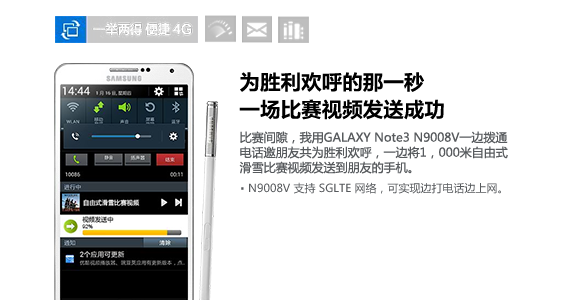 一举两得 便捷 4G
为胜利欢呼的那一秒
一场比赛视频发送成功
比赛间隙，我用GALAXY Note3 N9008V一边拨通
电话邀朋友共为胜利欢呼，一边将1，000米自由式
滑雪比赛视频发送到朋友的手机。
• N9008V 支持 SGLTE 网络，可实现边打电话边上网。
SAMSUNG
14:44
1月 16日, 星期四
WLAN
声音
屏幕
旋转
蓝牙
静音
扬声器
结束
10086
00:11
进行中
自由式滑雪比赛视频
视频发送中
92%
通知
清除
2个应用可更新